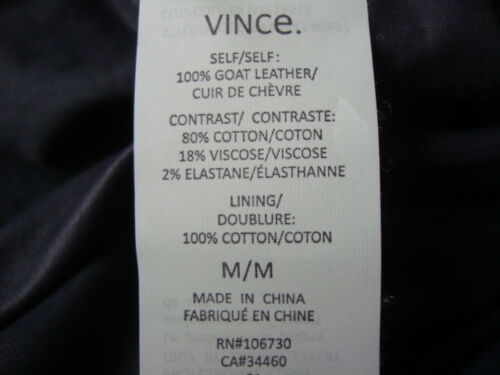 VINCE.
SELF/SELF:
100% GOAT LEATHER/
CUIR DE CHÈVRE
CONTRAST/ CONTRASTE:
80% COTTON/COTON
18% VISCOSE/VISCOSE
2% ELASTANE/ÉLASTHANNE
LINING/
DOUBLURE:
100% COTTON/COTON
M/M
MADE IN CHINA
FABRIQUÉ EN CHINE
RN#106730
CA#34460